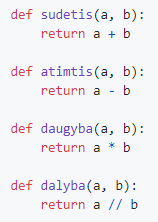 def sudetis(a, b):
    return a + b
def atimtis(a, b):
    return a - b
def daugyba(a, b):
    return a * b
def dalyba(a, b):
    return a // b